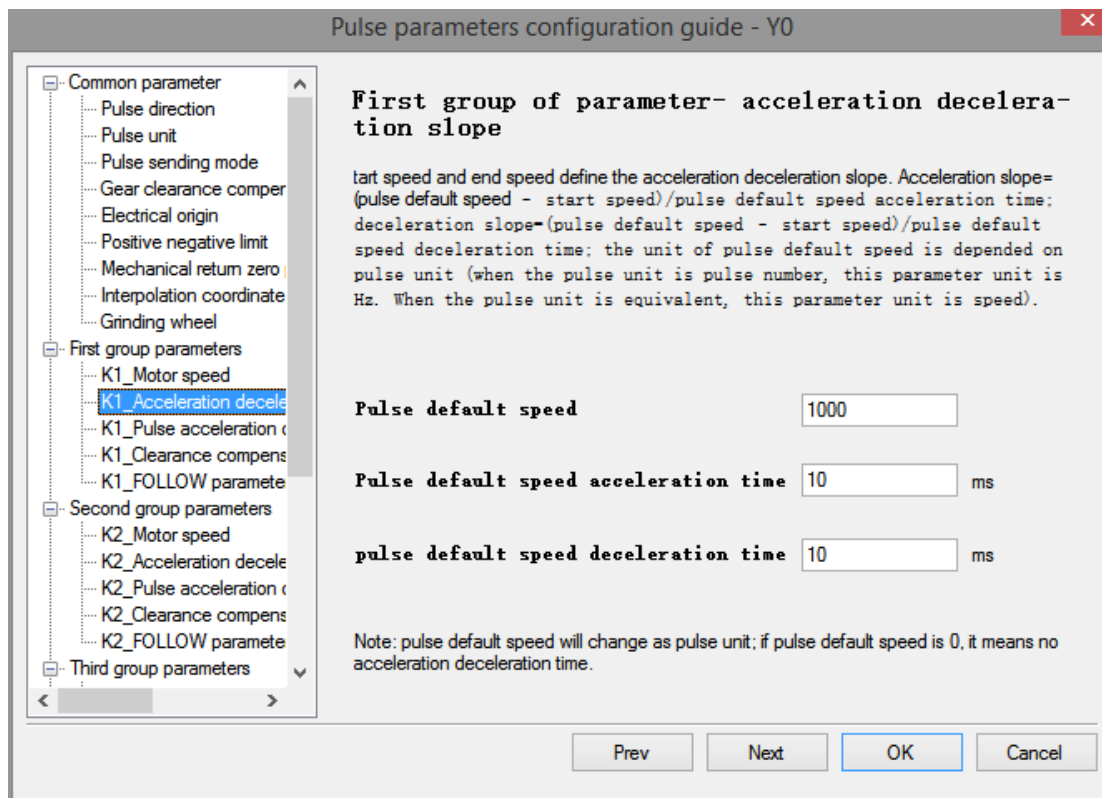 Pulse parameters configuration guide - Y0
Common parameter
Pulse direction
Pulse unit
Pulse sending mode
Gear clearance comper
Electrical origin
Positive negative limit
Mechanical return zero
Interpolation coordinate
Grinding wheel
First group parameters
K1_Motor speed
K1_Acceleration decele
K1_Pulse acceleration
K1_Clearance compens
K1_FOLLOW paramete
Second group parameters
K2_Motor speed
K2_Acceleration decele
K2_Pulse acceleration
K2_Clearance compens
K2_FOLLOW paramete
Third group parameters
First group of parameter- acceleration decelera-
tion slope
tart speed and end speed define the acceleration deceleration slope. Acceleration slope=
(pulse default speed - start speed)/pulse default speed acceleration time;
deceleration slope=(pulse default speed - start speed)/pulse default
speed deceleration time; the unit of pulse default speed is depended on
pulse unit (when the pulse unit is pulse number, this parameter unit is
Hz. When the pulse unit is equivalent, this parameter unit is speed).
Pulse default speed 1000
Pulse default speed acceleration time 10 ms
pulse default speed deceleration time 10 ms
Note: pulse default speed will change as pulse unit; if pulse default speed is 0, it means no
acceleration deceleration time.
Prev Next OK Cancel